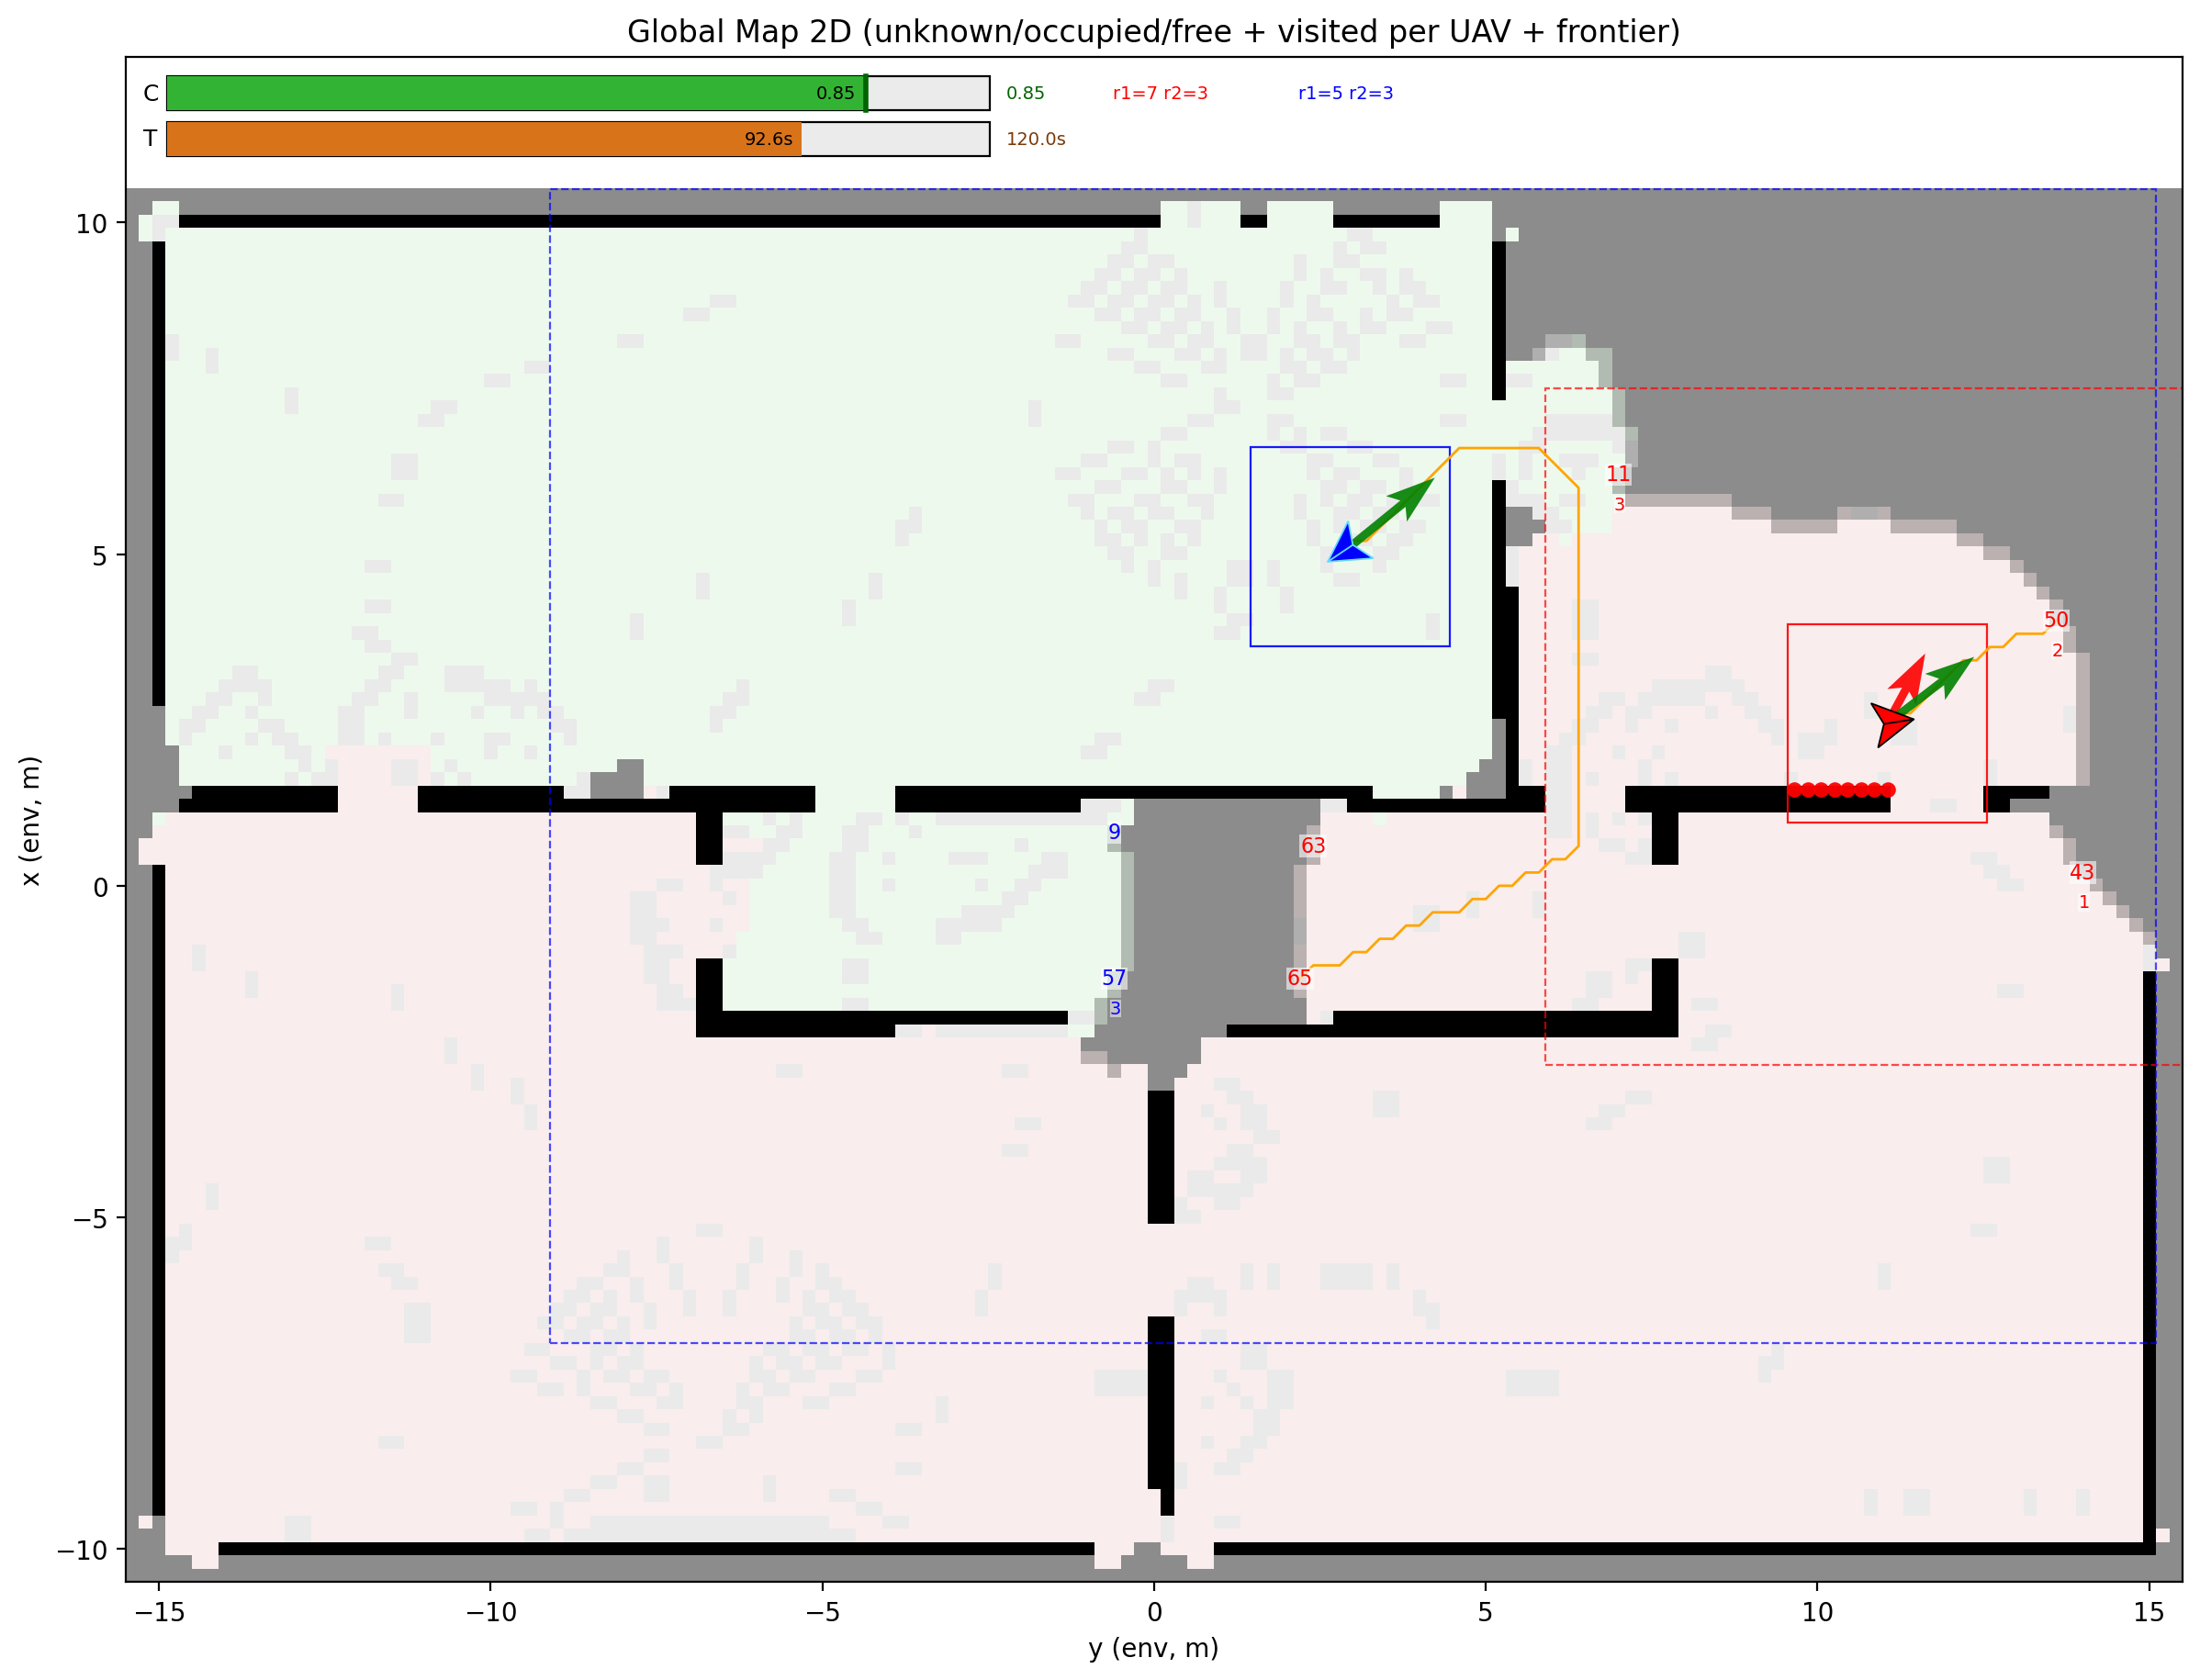 Global Map 2D (unknown/occupied/free + visited per UAV + frontier)
C 0.85 0.85 r1=7 r2=3 r1=5 r2=3
T 92.6s 120.0s
10
5
0
−5
−10
x (env, m)
11
3
50
2
9
63
43
1
57
3
65
−15 −10 −5 0 5 10 15
y (env, m)